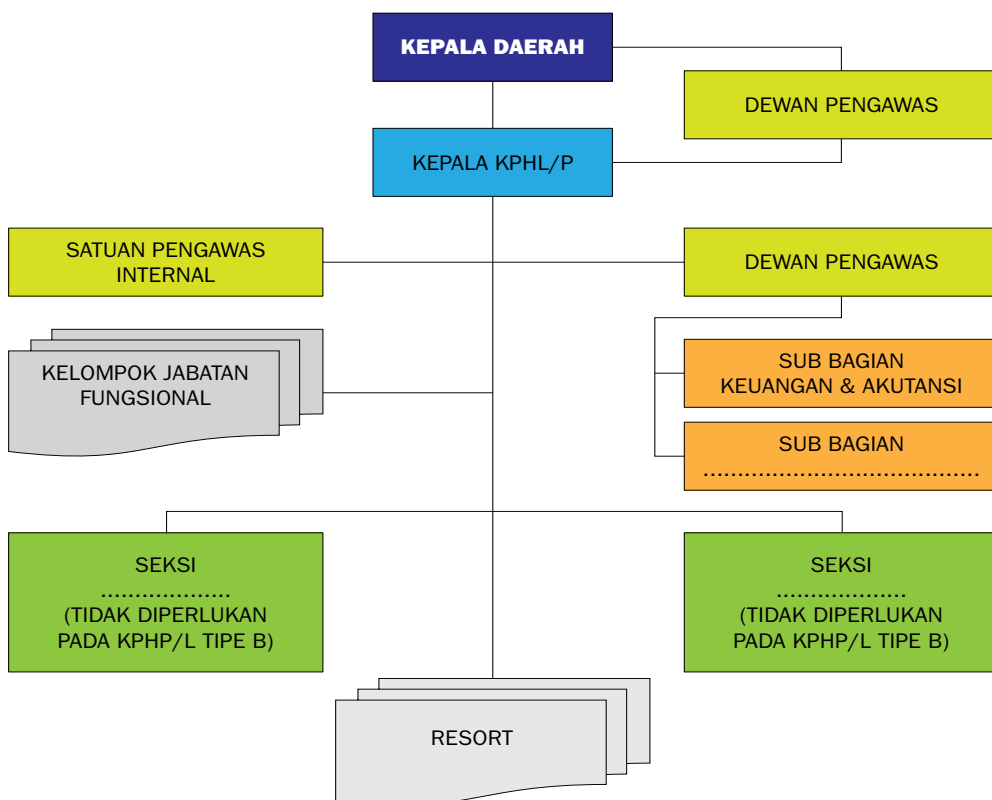 KEPALA DAERAH
DEWAN PENGAWAS
KEPALA KPHL/P
SATUAN PENGAWAS
INTERNAL
DEWAN PENGAWAS
KELOMPOK JABATAN
FUNGSIONAL
SUB BAGIAN
KEUANGAN & AKUTANSI
SUB BAGIAN
........................................
SEKSI
...................
(TIDAK DIPERLUKAN
PADA KPHP/L TIPE B)
SEKSI
...................
(TIDAK DIPERLUKAN
PADA KPHP/L TIPE B)
RESORT